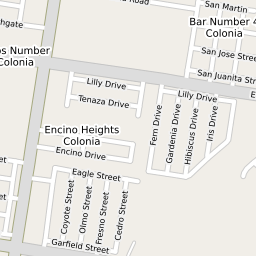 San Martin
Road
Bar Number 4
Colonia
San Jose Street
os Number
Colonia
San Juanita St
Lilly Drive
Lilly Drive
E
Tenaza Drive
Fern Drive
Gardenia Drive
Hibiscus Drive
Iris Drive
Encino Heights
Colonia
Encino Drive
Eagle Street
Coyote Street
Olmo Street
Fresno Street
Cedro Street
Garfield Street